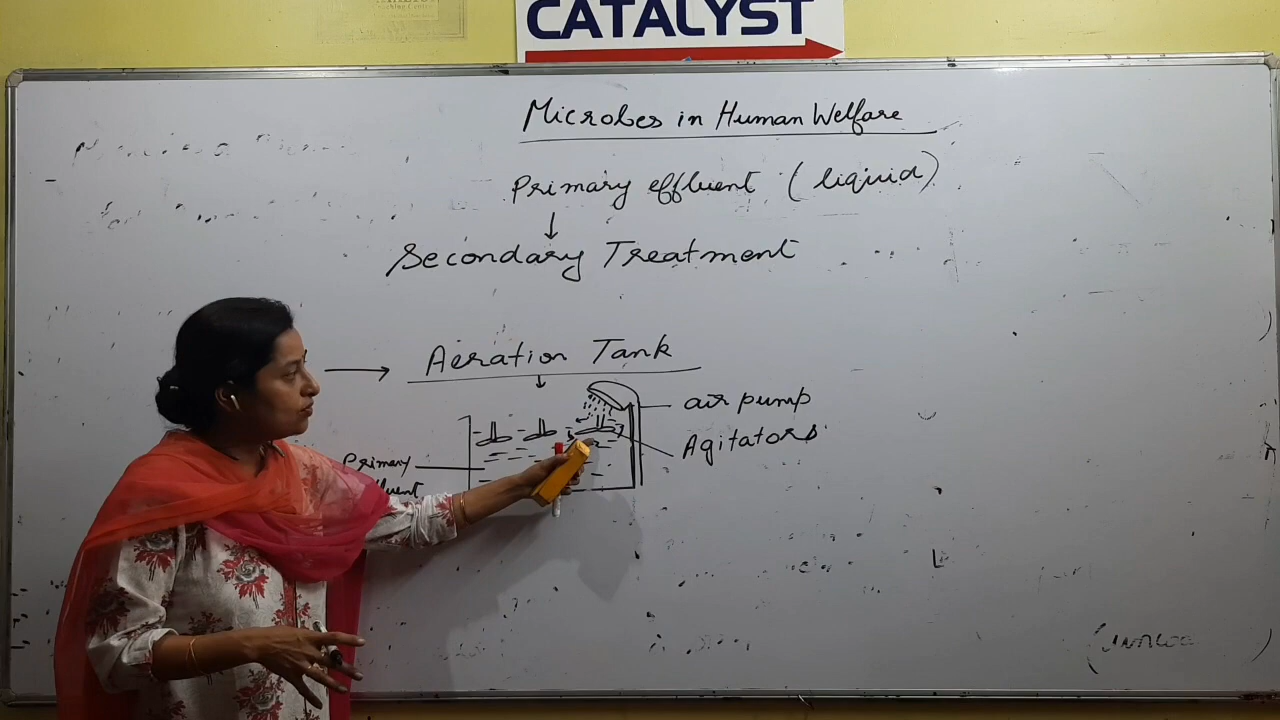 CATALYST
Microbes in Human Welfare
Primary effluent (liquid)
Secondary Treatment
Aeration Tank
air pump
Agitators
Primary